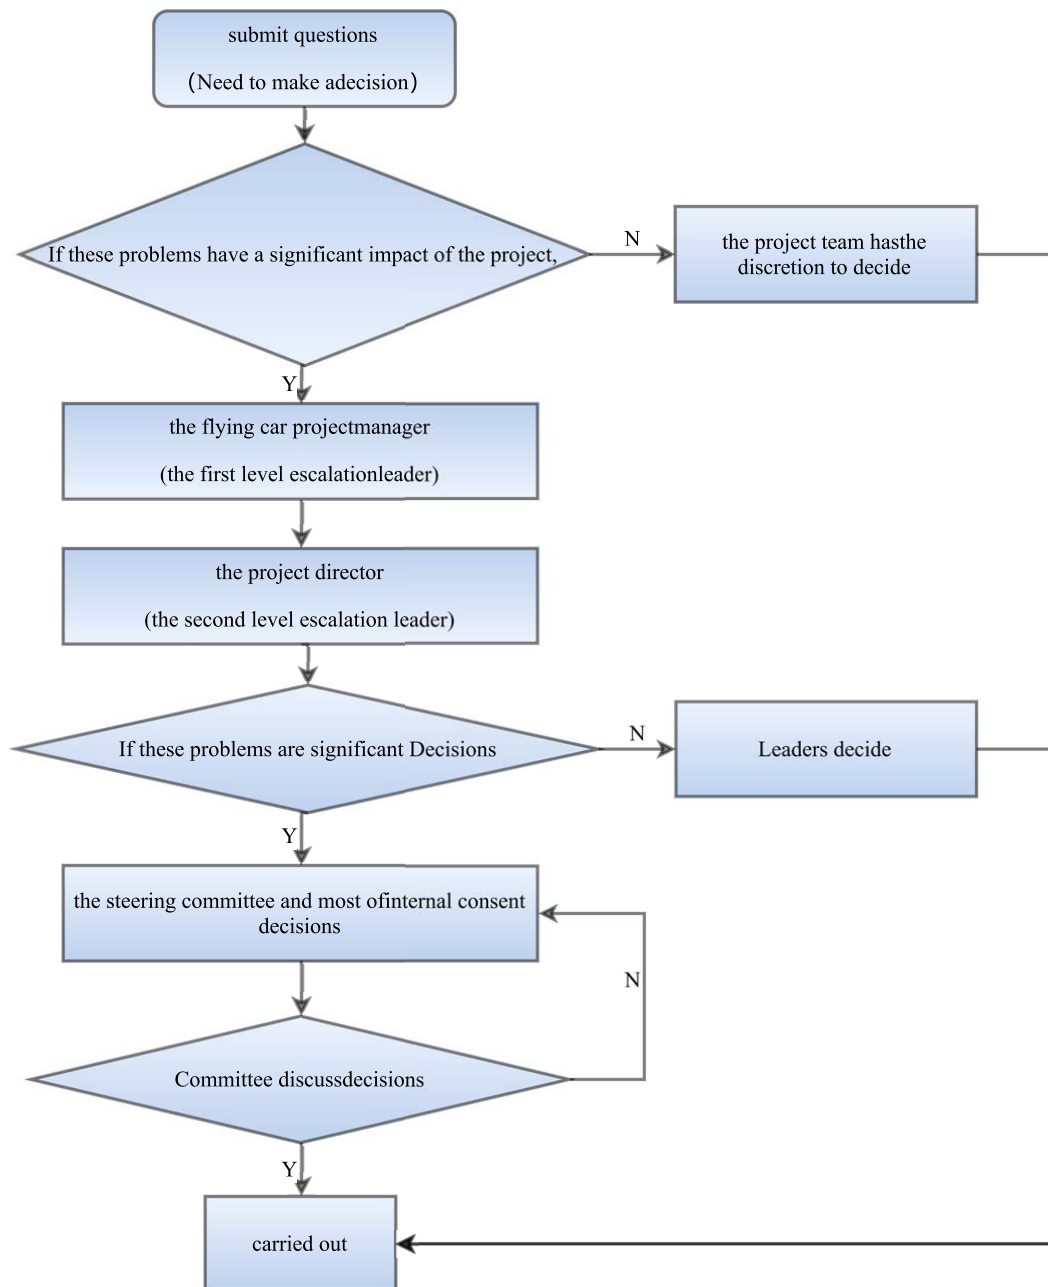 submit questions
（Need to make adecision）
If these problems have a significant impact of the project,
N
the project team hasthe
discretion to decide
Y
the flying car projectmanager
(the first level escalationleader)
the project director
(the second level escalation leader)
If these problems are significant Decisions
N
Leaders decide
Y
the steering committee and most ofinternal consent
decisions
N
Committee discussdecisions
Y
carried out